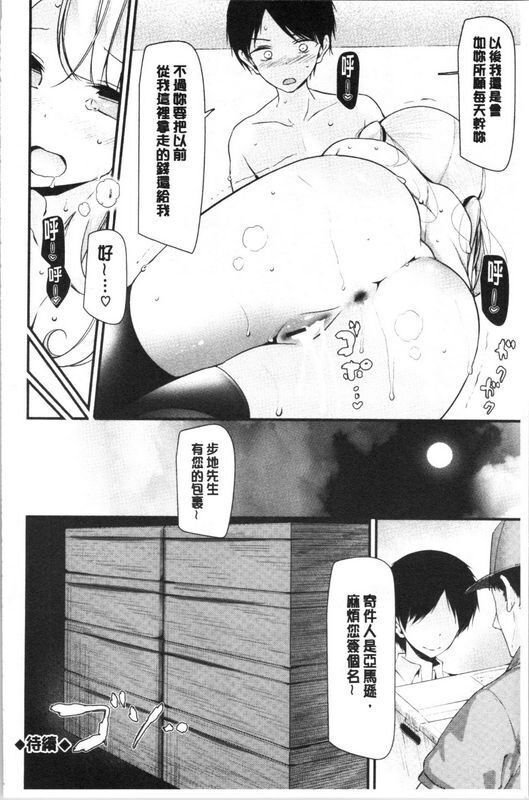 以後我還是會
如妳所願每天幹妳
呼—♡
不過妳要把以前
從我這裡拿走的錢還給我
呼—♡
呼—
呼—♡
好~…♡
ゴポ…
ガク
ガク
步地先生
有您的包裹~
寄件人是亞馬遜，
麻煩您簽個名~
◆待續◆